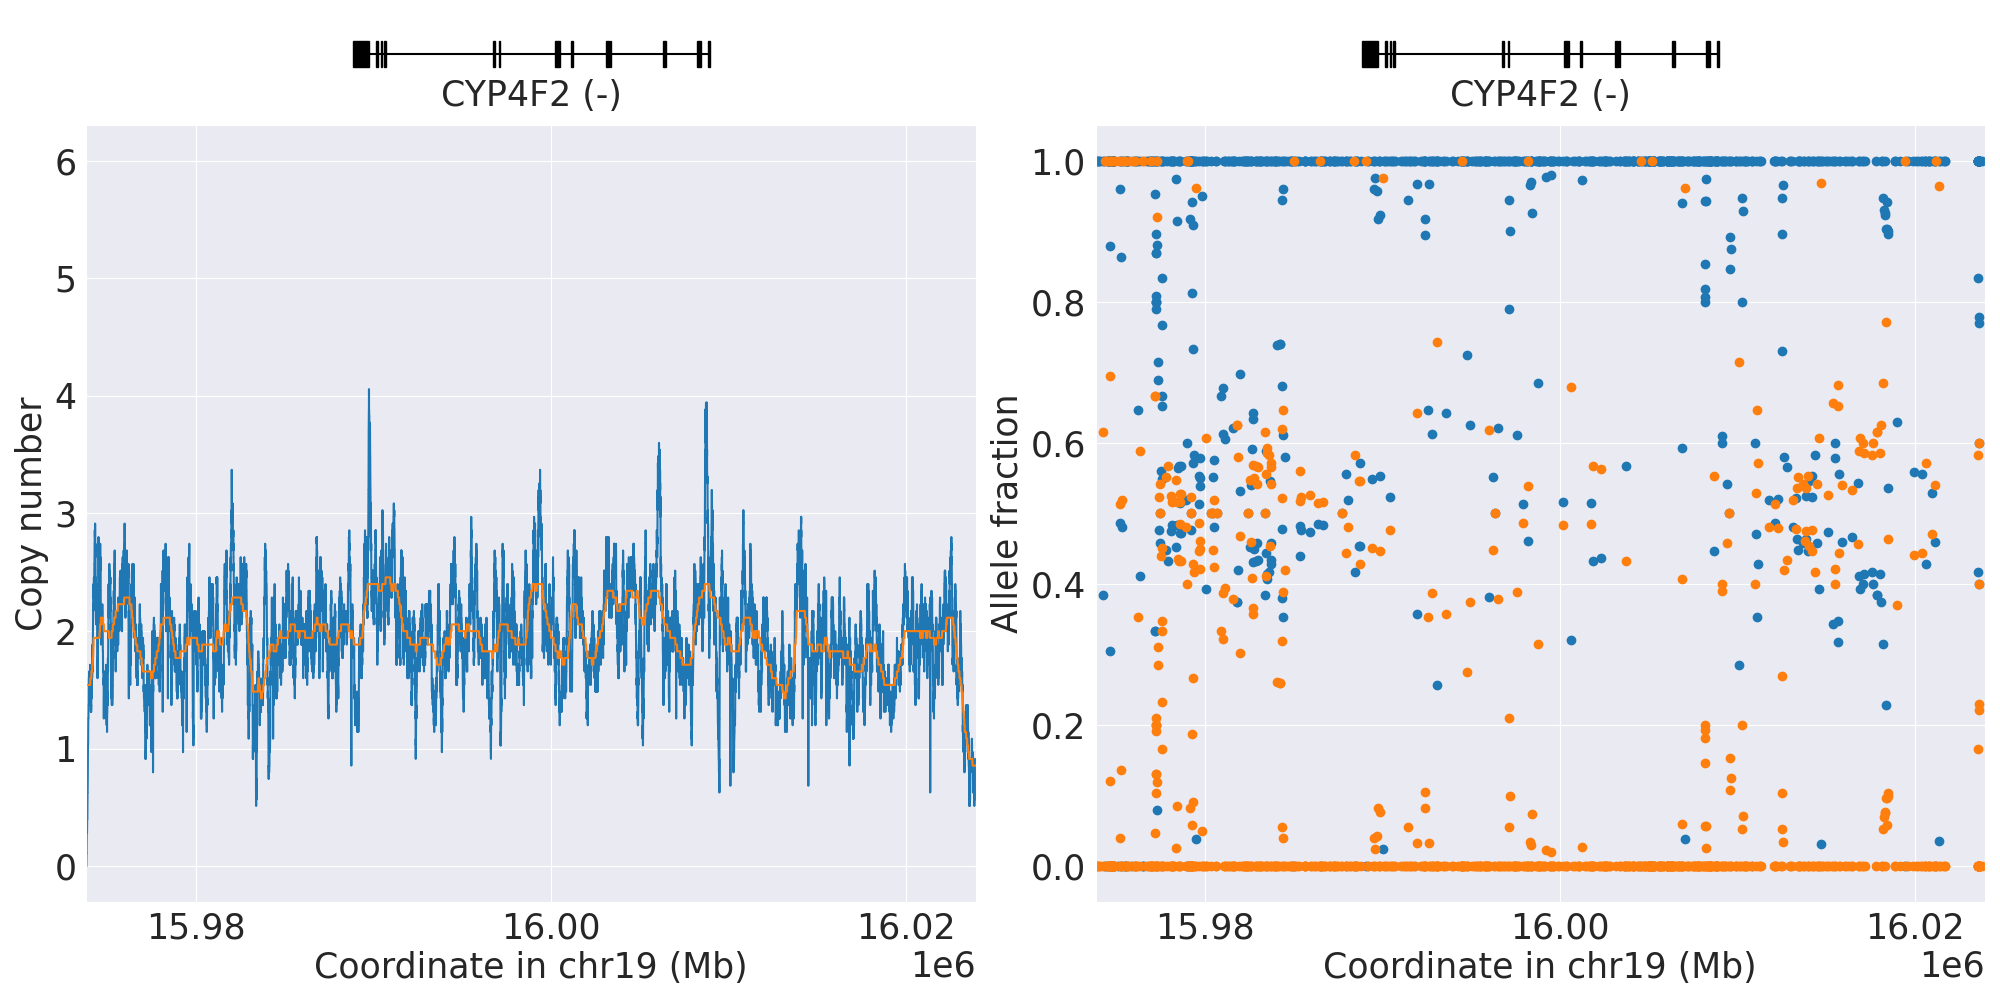 CYP4F2 (-)
Copy number
6
5
4
3
2
1
0
15.98
16.00
16.02
Coordinate in chr19 (Mb)
1e6
CYP4F2 (-)
Allele fraction
1.0
0.8
0.6
0.4
0.2
0.0
15.98
16.00
16.02
Coordinate in chr19 (Mb)
1e6